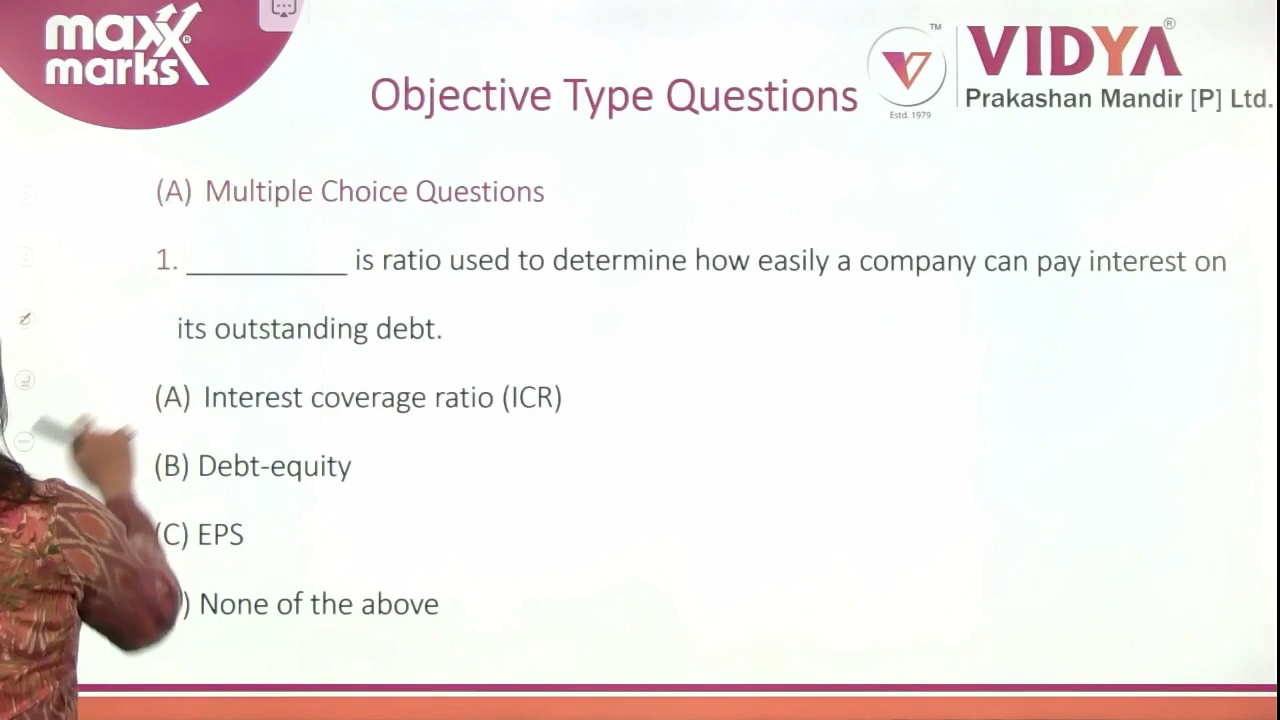 maxx marks
Objective Type Questions
VIDYA
Prakashan Mandir [P] Ltd.
Estd. 1979
(A) Multiple Choice Questions
1. __________ is ratio used to determine how easily a company can pay interest on
its outstanding debt.
(A) Interest coverage ratio (ICR)
(B) Debt-equity
(C) EPS
) None of the above